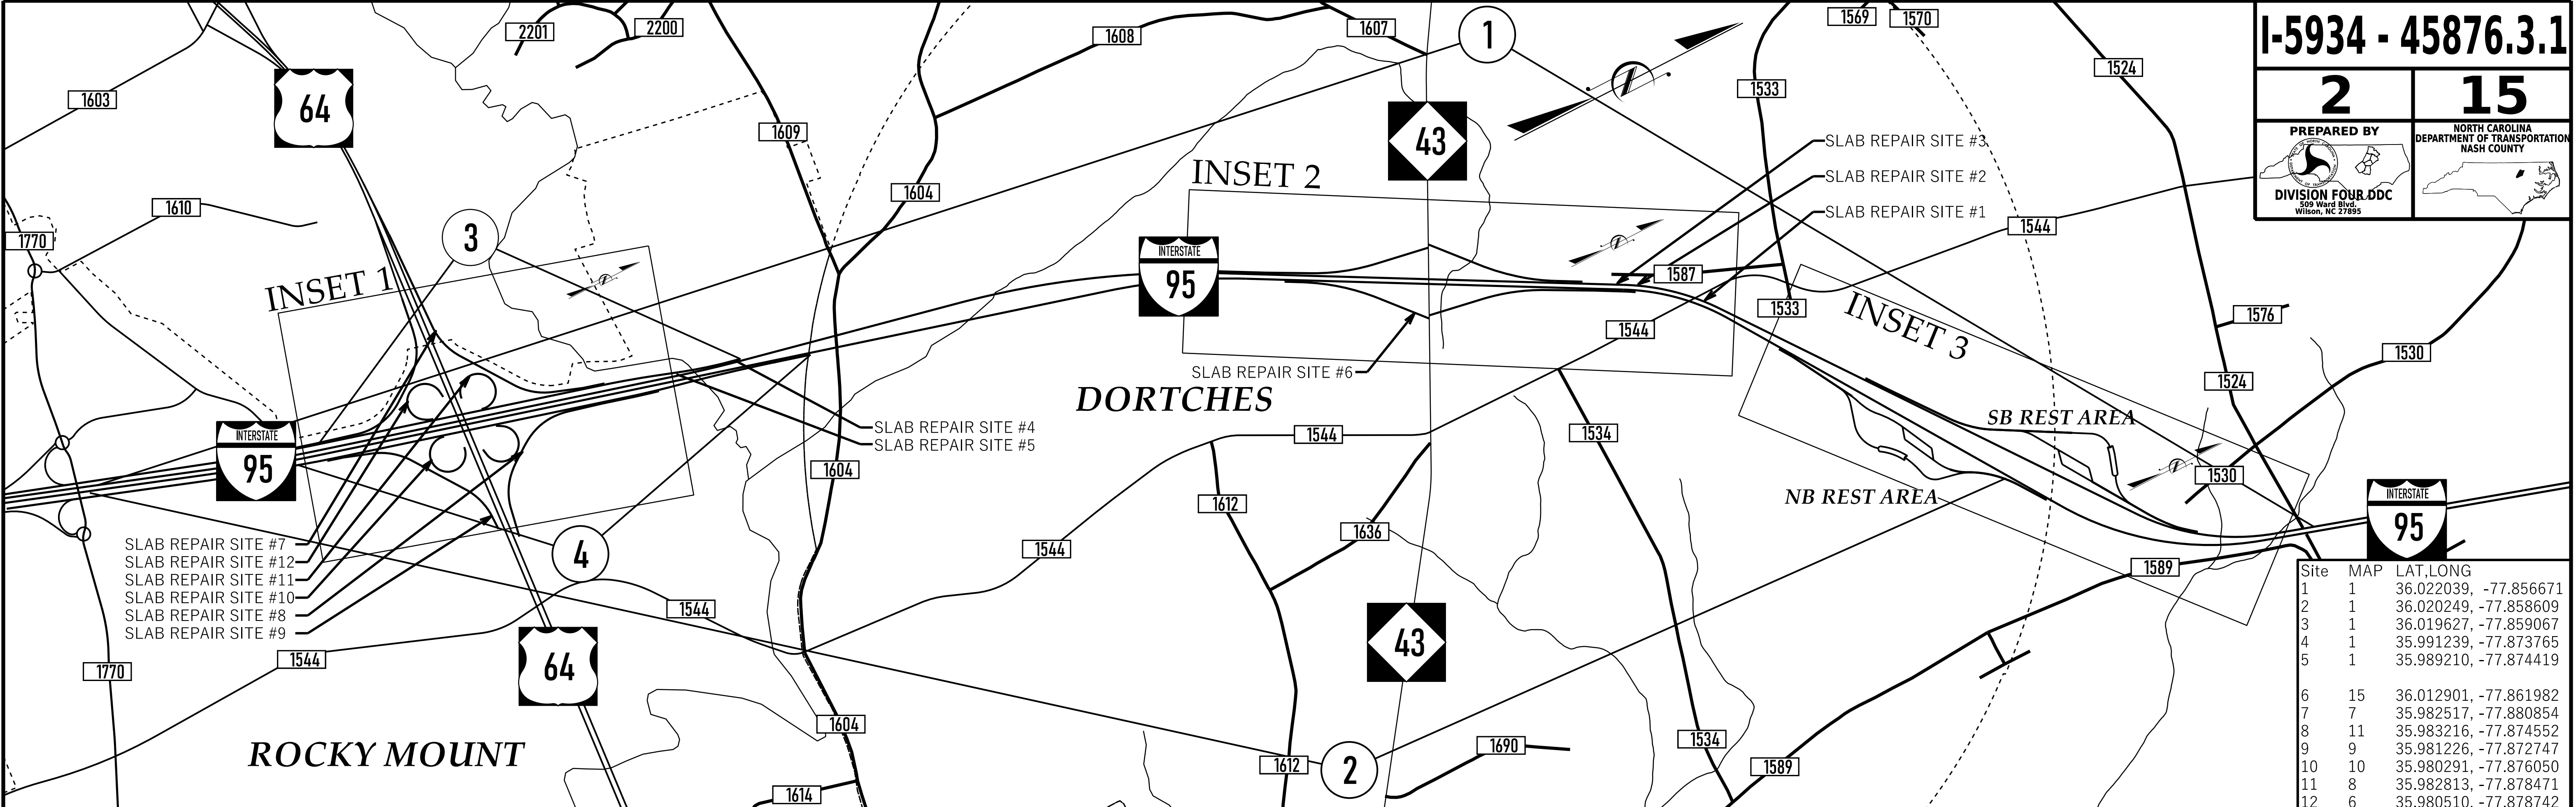 I-5934 - 45876.3.1
2
15
PREPARED BY
DIVISION FOUR DDC
509 Ward Blvd.
Wilson, NC 27895
NORTH CAROLINA
DEPARTMENT OF TRANSPORTATION
NASH COUNTY
2201
2200
1608
1607
1
1569
1570
1524
1603
64
1609
43
1533
SLAB REPAIR SITE #3
SLAB REPAIR SITE #2
SLAB REPAIR SITE #1
INSET 2
1604
1610
1770
3
1544
INSET 1
INTERSTATE
95
1587
1533
INSET 3
1576
1544
1530
SLAB REPAIR SITE #6
DORTCHES
1524
SB REST AREA
SLAB REPAIR SITE #4
SLAB REPAIR SITE #5
1544
1534
INTERSTATE
95
1604
1530
NB REST AREA
1612
INTERSTATE
95
1636
1544
4
SLAB REPAIR SITE #7
SLAB REPAIR SITE #12
SLAB REPAIR SITE #11
SLAB REPAIR SITE #10
SLAB REPAIR SITE #8
SLAB REPAIR SITE #9
1589
1544
43
1544
64
1770
1604
ROCKY MOUNT
1534
1690
1612
2
1589
1614
Site MAP LAT,LONG
1 1 36.022039, -77.856671
2 1 36.020249, -77.858609
3 1 36.019627, -77.859067
4 1 35.991239, -77.873765
5 1 35.989210, -77.874419
6 15 36.012901, -77.861982
7 7 35.982517, -77.880854
8 11 35.983216, -77.874552
9 9 35.981226, -77.872747
10 10 35.980291, -77.876050
11 8 35.982813, -77.878471
12 6 35.980510, -77.878742